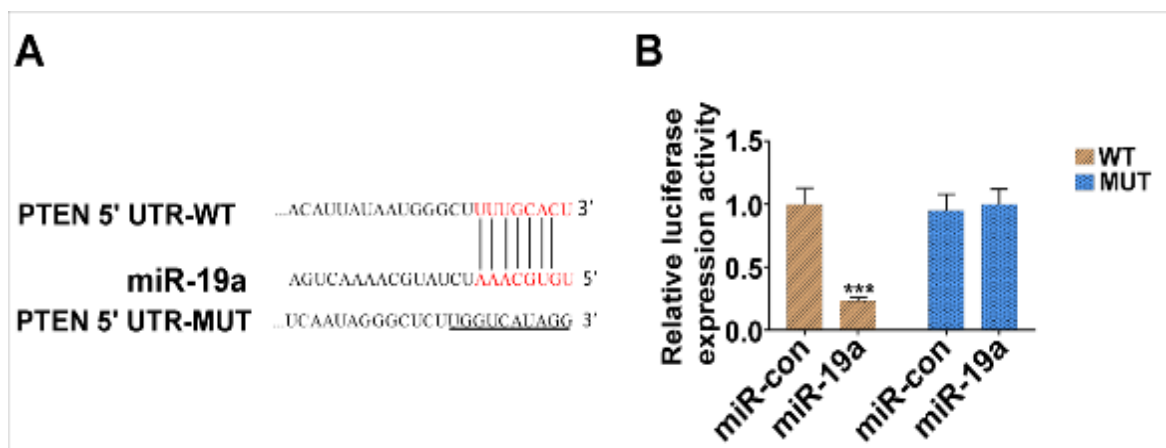 A
PTEN 5' UTR-WT ...ACAUUAUAAUGGGCUUUUGCACU 3'
miR-19a AGUCAAAACGUAUCUAAACGUGU 5'
PTEN 5' UTR-MUT ...UCAAUAGGGCUCUUGGUCAUAGG 3'
B
Relative luciferase
expression activity
1.5
1.0
0.5
0.0
***
miR-con
miR-19a
miR-con
miR-19a
WT
MUT